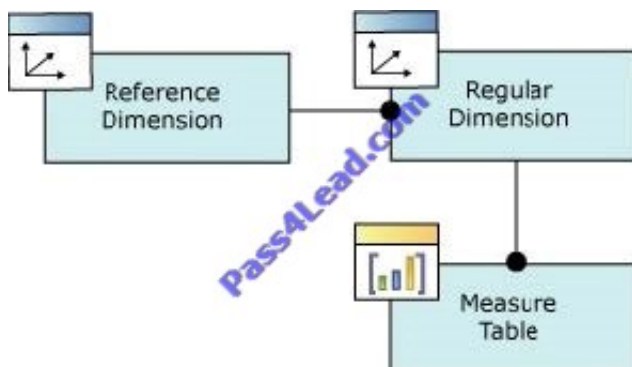 Reference
Dimension
Regular
Dimension
Pass4Lead.com
Measure
Table